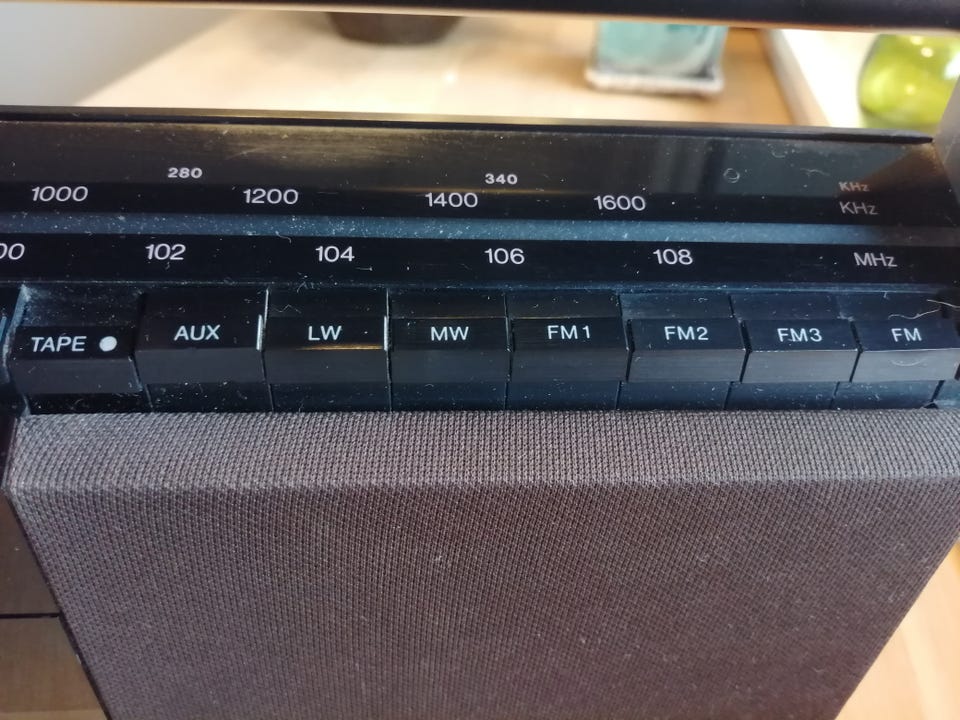 280 340 KHz
1000 1200 1400 1600 KHz
00 102 104 106 108 MHz
TAPE AUX LW MW FM1 FM2 FM3 FM